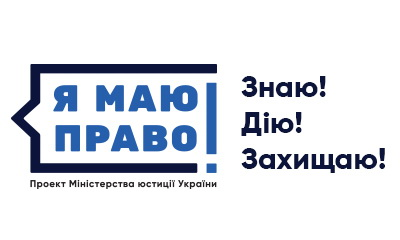 Я МАЮ
ПРАВО!
Проект Міністерства юстиції України
Знаю!
Дію!
Захищаю!